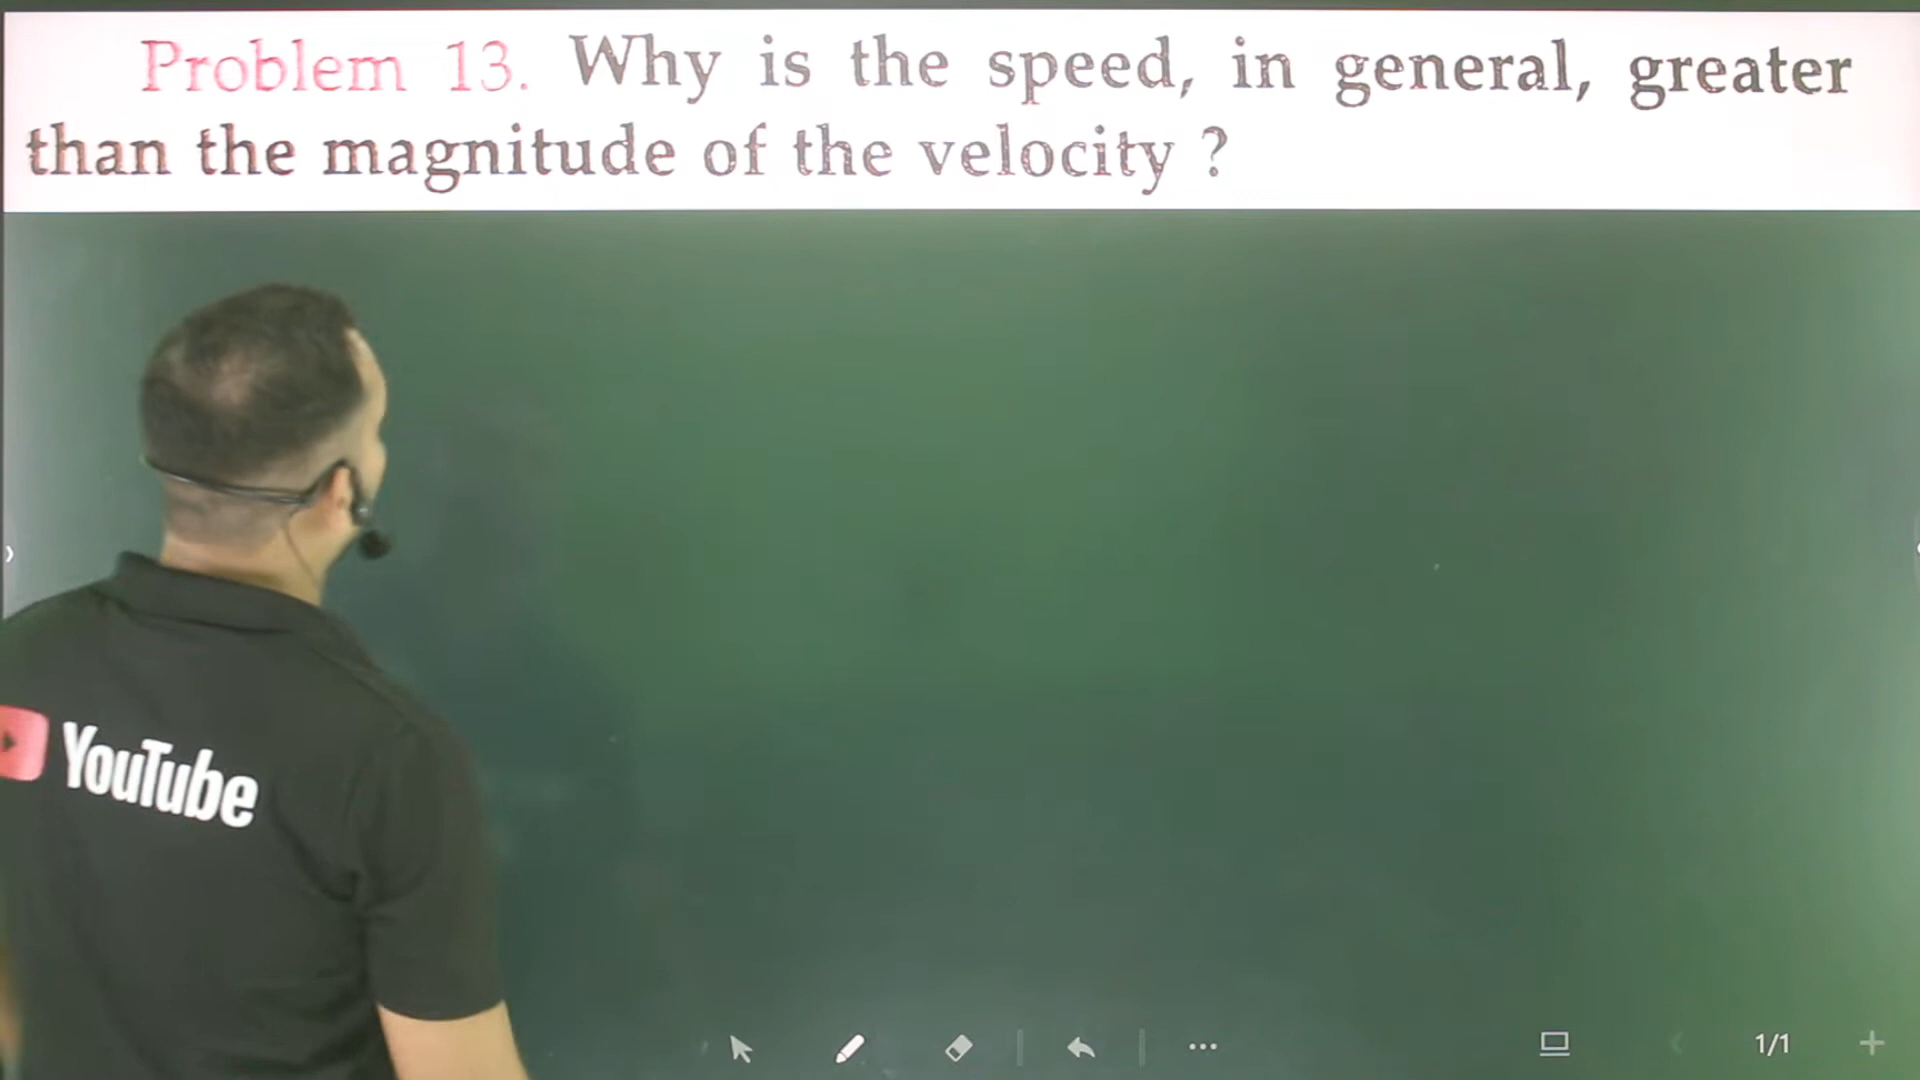 Problem 13. Why is the speed, in general, greater
than the magnitude of the velocity ?
YouTube
1/1